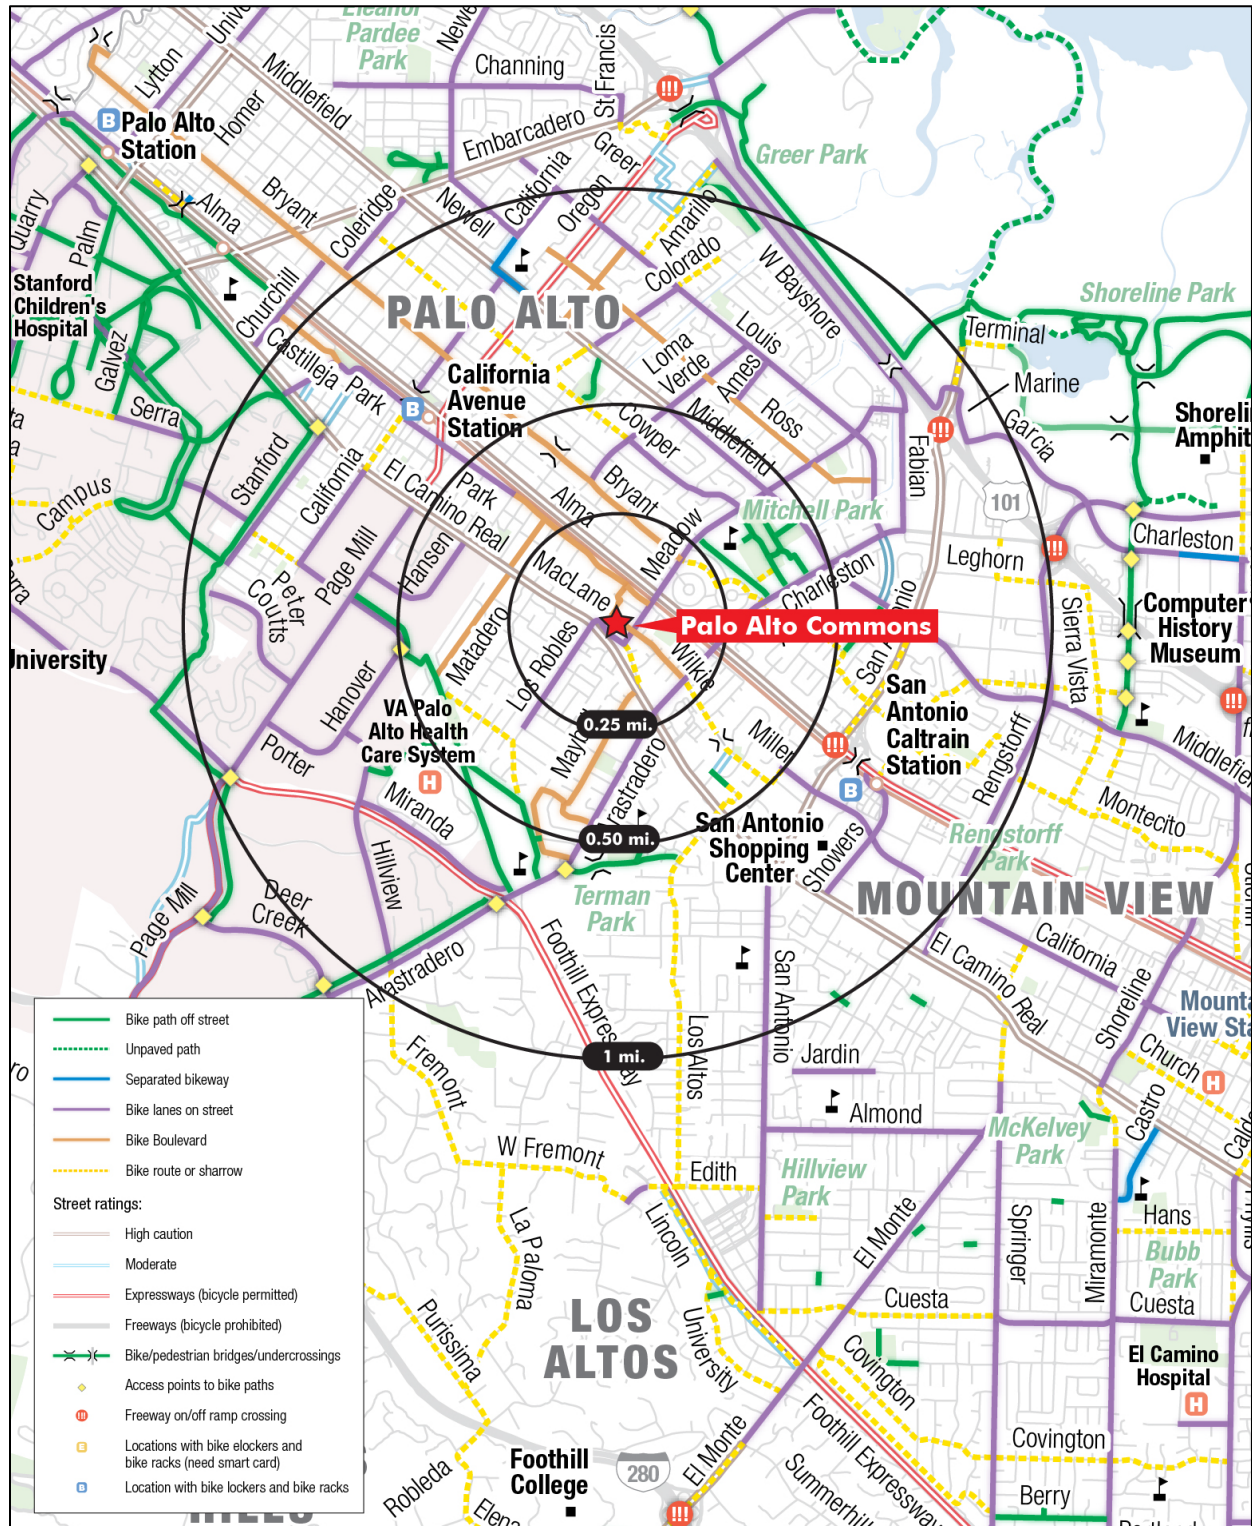 Eleanor
Pardee
Park
Lytton
Middlefield
Homer
Channing
St Francis
Embarcadero
Greer
Greer Park
B
Palo Alto
Station
Bryant
Alma
Coleridge
Newell
California
Oregon
Amarillo
Colorado
W Bayshore
Quarry
Palm
Stanford
Children's
Hospital
Churchill
PALO ALTO
Shoreline Park
Terminal
Galvez
Castilleja
Park
Loma
Verde
Louis
Ames
Ross
Marine
Garcia
California
Avenue
Station
B
Serra
Stanford
Cowper
Middlefield
Fabian
Campus
California
El Camino Real
Park
Alma
Bryant
Mitchell Park
101
Page Mill
Hansen
Meadow
Leghorn
Charleston
Peter
Coutts
MacLane
Charleston
Matadero
Los Robles
Palo Alto Commons
Wilkie
Sierra Vista
Computer
History
Museum
University
Hanover
VA Palo
Alto Health
Care System
H
0.25 mi.
Miller
San
Antonio
Caltrain
Station
Rengstorff
B
Porter
Miranda
0.50 mi.
San Antonio
Shopping
Center
Showers
Rengstorff
Park
Montecito
Hillview
Deer
Creek
Page Mill
Terman
Park
MOUNTAIN VIEW
Arastradero
El Camino Real
California
San Antonio
Shoreline
1 mi.
Los Altos
Jardin
Fremont
Church
H
Almond
McKelvey
Park
Castro
W Fremont
Edith
Hillview
Park
Hans
Bubb
Park
La Paloma
Lincoln
El Monte
Springer
Miramonte
Cuesta
Cuesta
LOS
ALTOS
Purissima
University
Covington
El Camino
Hospital
H
Foothill Expressway
Covington
Foothill
College
280
El Monte
Robleda
Elena
Berry
Bike path off street
Unpaved path
Separated bikeway
Bike lanes on street
Bike Boulevard
Bike route or sharrow
Street ratings:
High caution
Moderate
Expressways (bicycle permitted)
Freeways (bicycle prohibited)
Bike/pedestrian bridges/undercrossings
Access points to bike paths
Freeway on/off ramp crossing
Locations with bike elockers and
bike racks (need smart card)
Location with bike lockers and bike racks